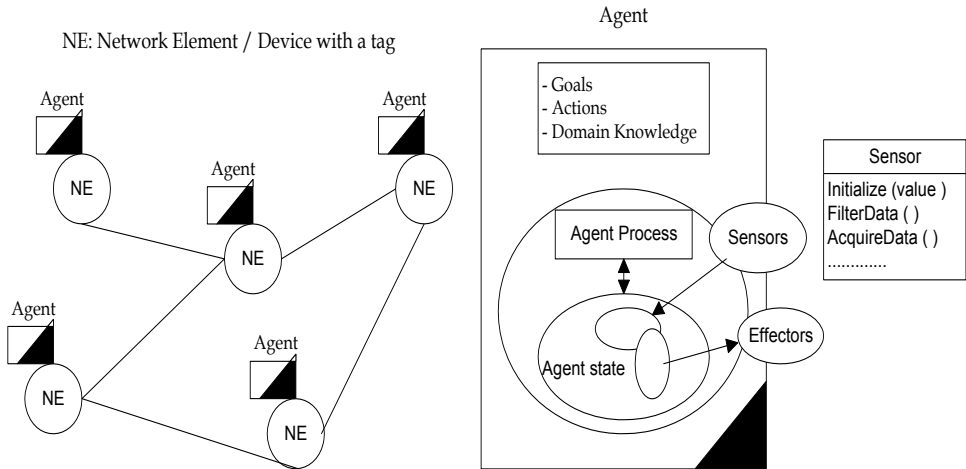 NE: Network Element / Device with a tag
Agent
NE
Agent
NE
Agent
NE
Agent
NE
Agent
NE
Agent
- Goals
- Actions
- Domain Knowledge
Agent Process
Sensors
Agent state
Effectors
Sensor
Initialize (value )
FilterData ( )
AcquireData ( )
.............